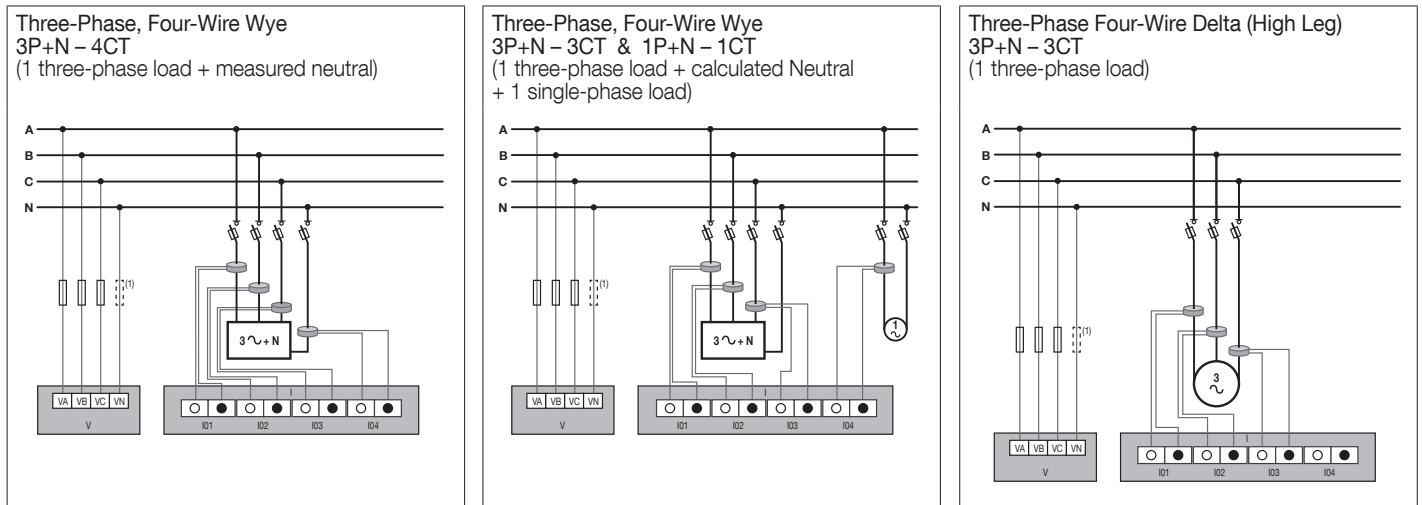 Three-Phase, Four-Wire Wye
3P+N – 4CT
(1 three-phase load + measured neutral)
A
B
C
N
(1)
3 ∿ + N
VA VB VC VN
V
I
I01 I02 I03 I04
Three-Phase, Four-Wire Wye
3P+N – 3CT & 1P+N – 1CT
(1 three-phase load + calculated Neutral
+ 1 single-phase load)
A
B
C
N
(1)
3 ∿ + N
1
∿
VA VB VC VN
V
I
I01 I02 I03 I04
Three-Phase Four-Wire Delta (High Leg)
3P+N – 3CT
(1 three-phase load)
A
B
C
N
(1)
3
∿
VA VB VC VN
V
I
I01 I02 I03 I04